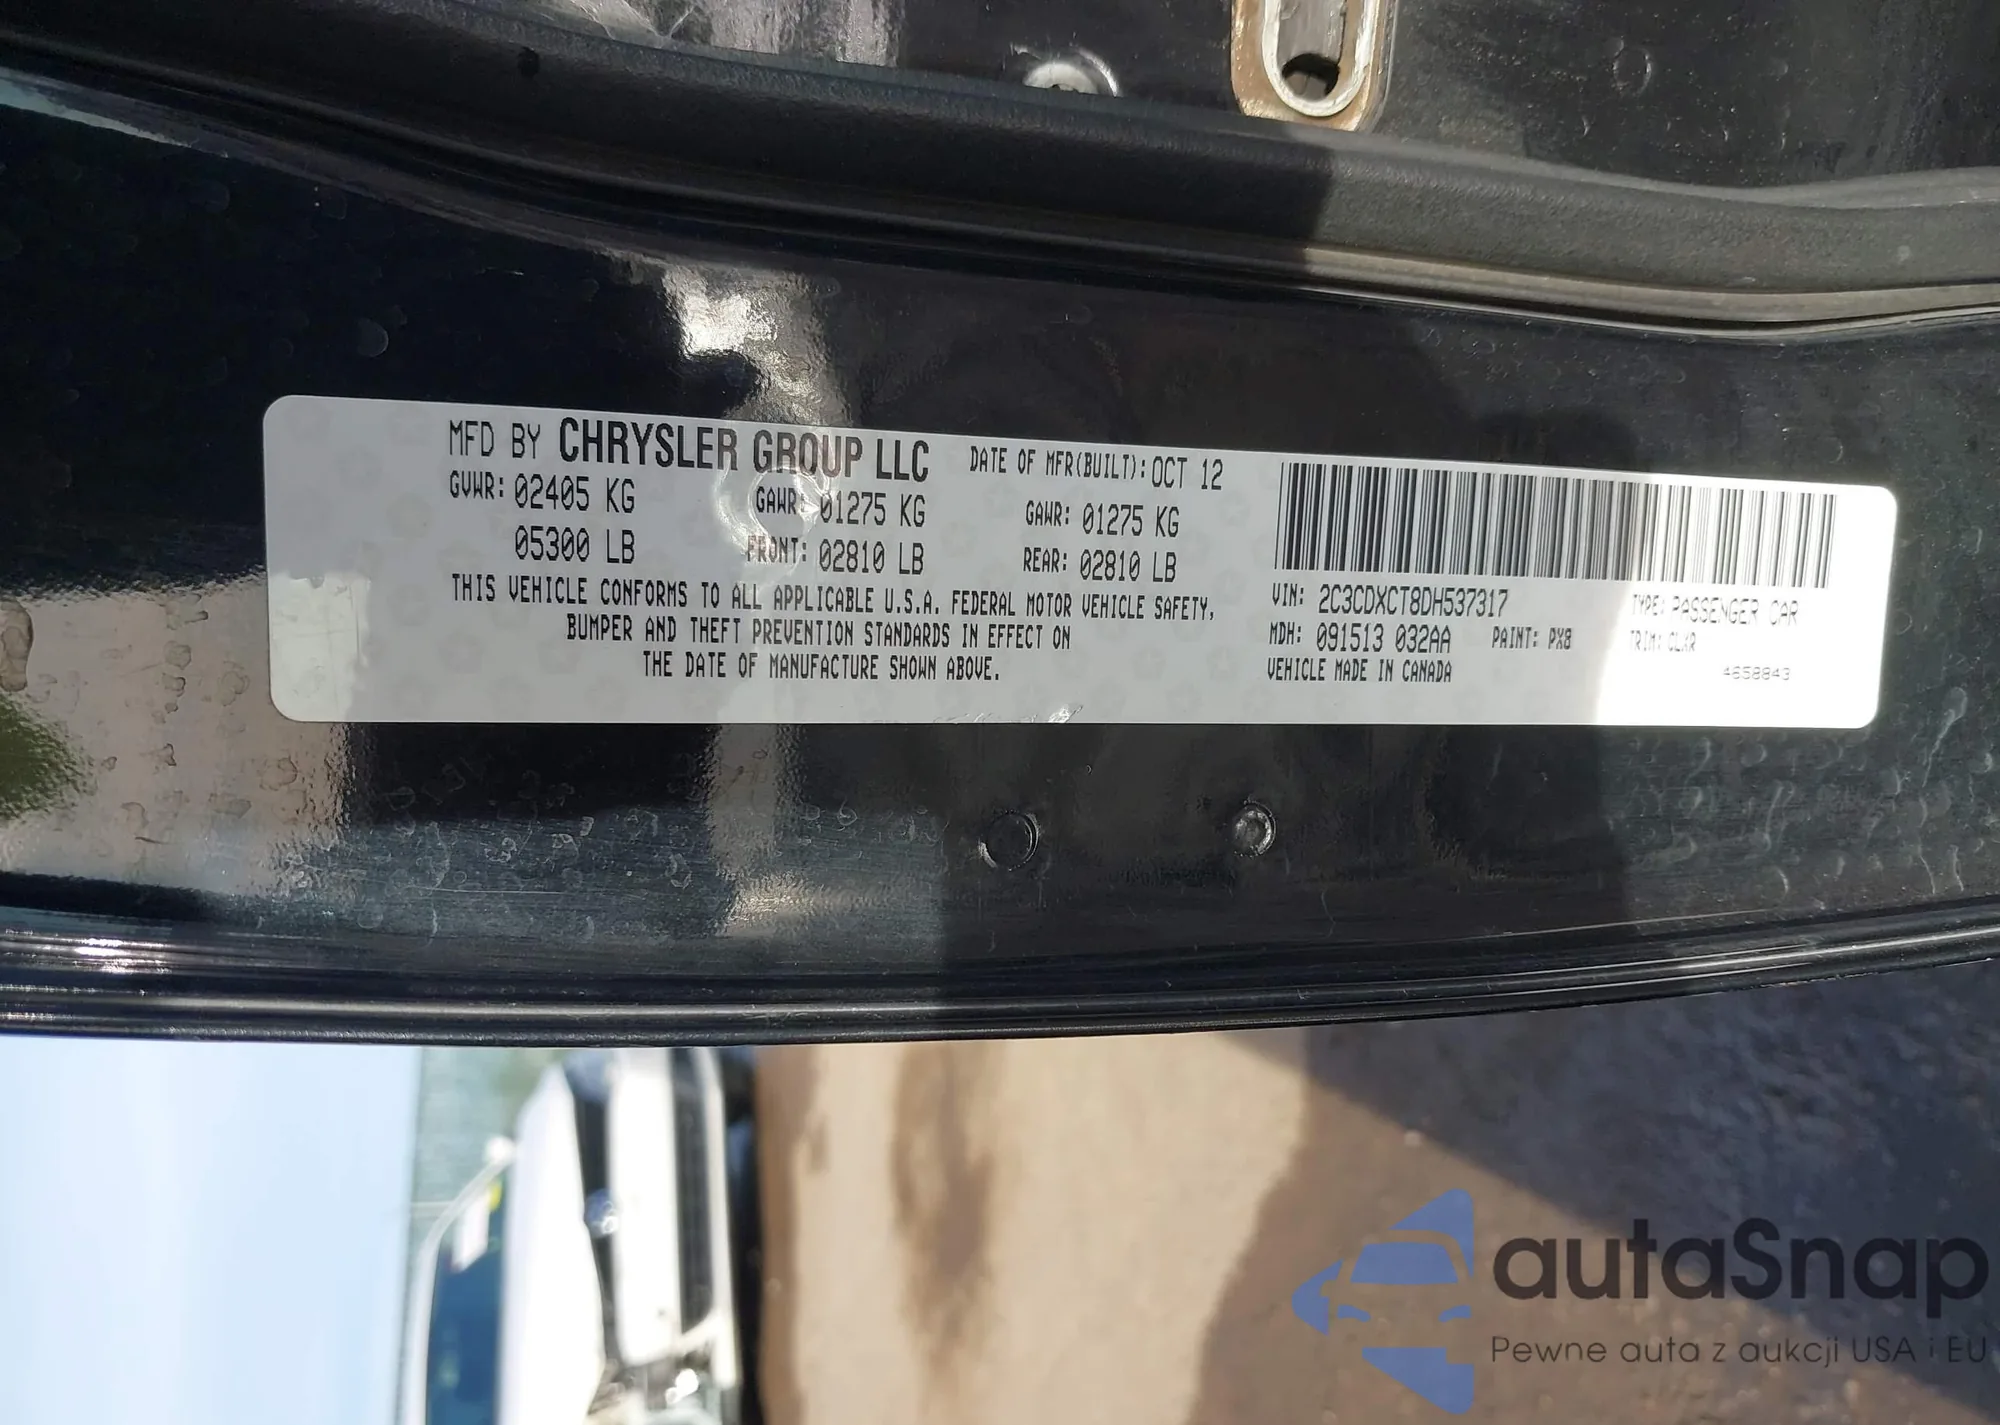 MFD BY CHRYSLER GROUP LLC DATE OF MFR(BUILT): OCT 12
GVWR: 02405 KG GAWR: 01275 KG GAWR: 01275 KG
05300 LB FRONT: 02810 LB REAR: 02810 LB
THIS VEHICLE CONFORMS TO ALL APPLICABLE U.S.A. FEDERAL MOTOR VEHICLE SAFETY,
BUMPER AND THEFT PREVENTION STANDARDS IN EFFECT ON
THE DATE OF MANUFACTURE SHOWN ABOVE.
VIN: 2C3CDXCT8DH537317 TYPE: PASSENGER CAR
MDH: 091513 032AA PAINT: PX8 TRIM: CLXR
VEHICLE MADE IN CANADA 4658843
autaSnap
Pewne auta z aukcji USA i EU